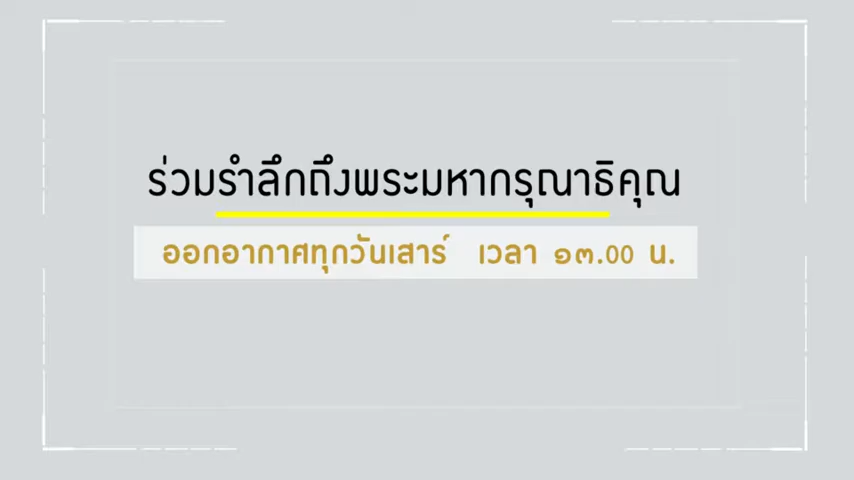 ร่วมรำลึกถึงพระมหากรุณาธิคุณ
ออกอากาศทุกวันเสาร์ เวลา ๑๓.๐๐ น.